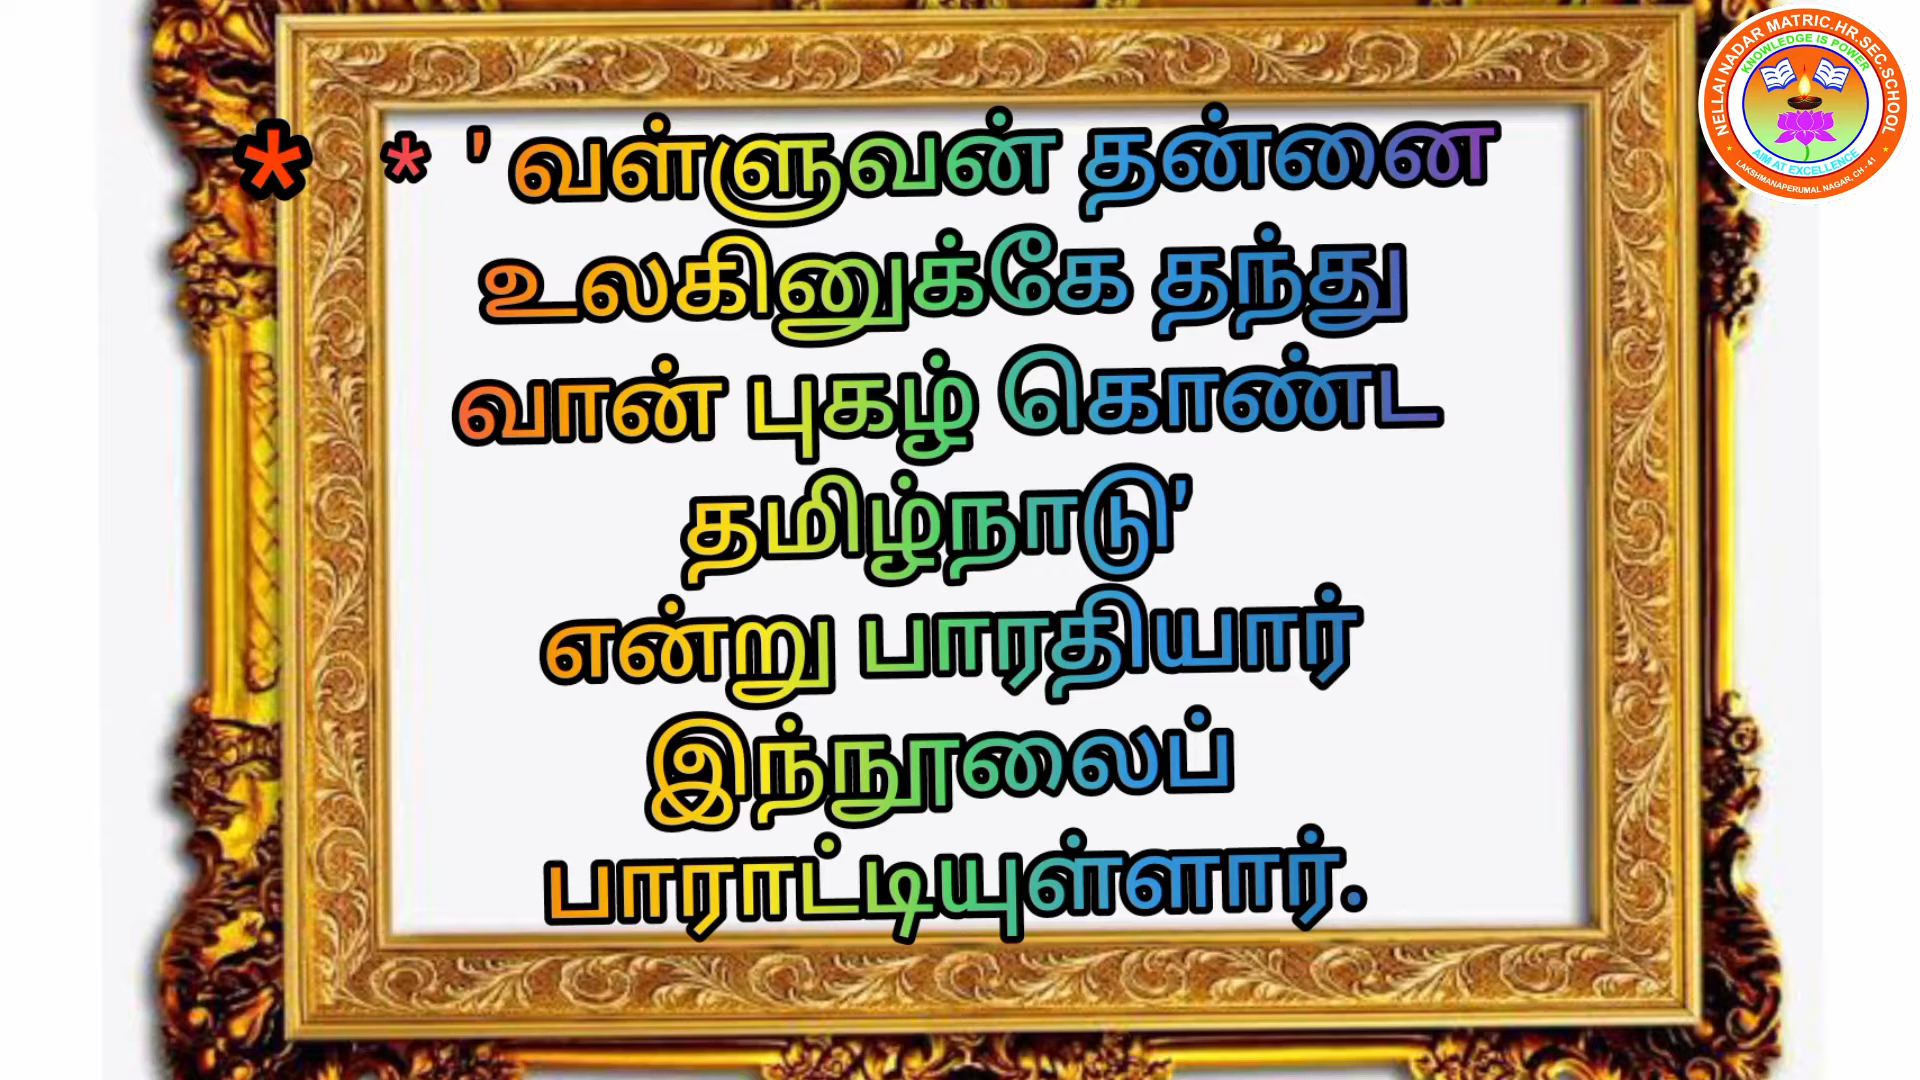 * * ' வள்ளுவன் தன்னை
உலகினுக்கே தந்து
வான் புகழ் கொண்ட
தமிழ்நாடு'
என்று பாரதியார்
இந்நூலைப்
பாராட்டியுள்ளார்.
NELLAI NADAR MATRIC.HR.SEC.SCHOOL
KNOWLEDGE IS POWER
AIM AT EXCELLENCE
LAKSHMANAPERUMAL NAGAR, CH - 41